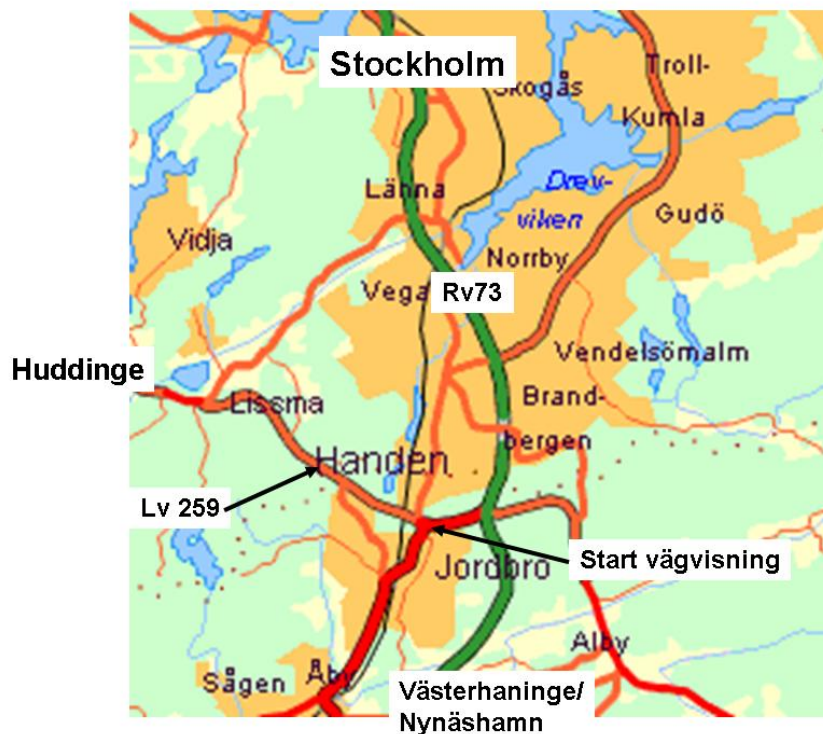 Stockholm
Skogås
Troll-
Kumla
Länna
Drev-
viken
Gudö
Vidja
Norrby
Vega
Rv73
Huddinge
Vendelsömalm
Lissma
Brand-
bergen
Handen
Lv 259
Start vägvisning
Jordbro
Ålby
Sågen
Åby
Västerhaninge/
Nynäshamn